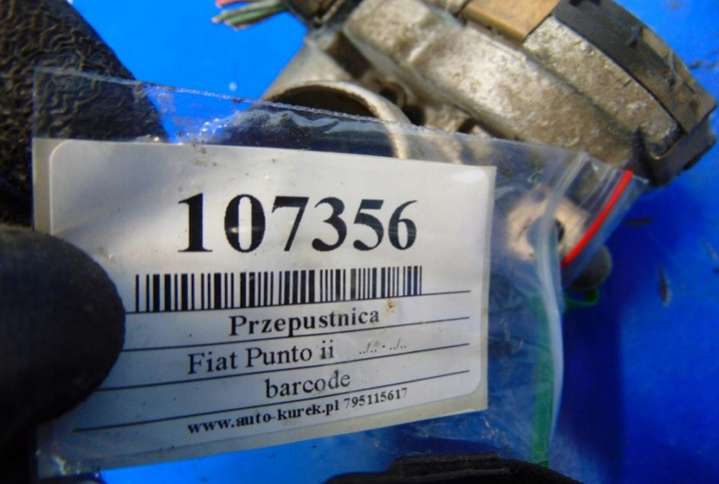 107356
Przepustnica
Fiat Punto ii ../.. - ../..
barcode
www.auto-kurek.pl 795115617